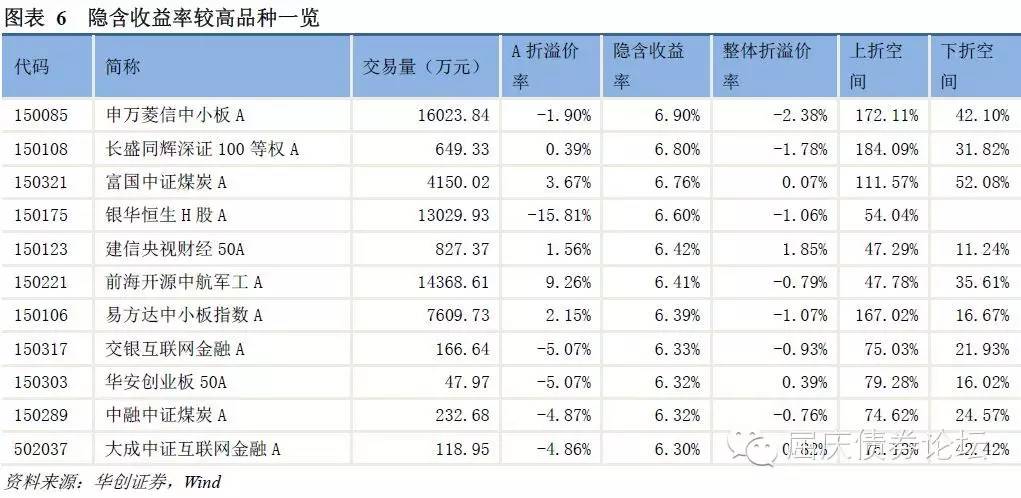 图表 6 隐含收益率较高品种一览
代码 简称 交易量（万元） A 折溢价率 隐含收益率 整体折溢价率 上折空间 下折空间
150085 申万菱信中小板 A 16023.84 -1.90% 6.90% -2.38% 172.11% 42.10%
150108 长盛同辉深证 100 等权 A 649.33 0.39% 6.80% -1.78% 184.09% 31.82%
150321 富国中证煤炭 A 4150.02 3.67% 6.76% 0.07% 111.57% 52.08%
150175 银华恒生 H 股 A 13029.93 -15.81% 6.60% -1.06% 54.04%
150123 建信央视财经 50A 827.37 1.56% 6.42% 1.85% 47.29% 11.24%
150221 前海开源中航军工 A 14368.61 9.26% 6.41% -0.79% 47.78% 35.61%
150106 易方达中小板指数 A 7609.73 2.15% 6.39% -1.07% 167.02% 16.67%
150317 交银互联网金融 A 166.64 -5.07% 6.33% -0.93% 75.03% 21.93%
150303 华安创业板 50A 47.97 -5.07% 6.32% 0.39% 79.28% 16.02%
150289 中融中证煤炭 A 232.68 -4.87% 6.32% -0.76% 74.62% 24.57%
502037 大成中证互联网金融 A 118.95 -4.86% 6.30%
屈庆债券论坛
资料来源：华创证券，Wind